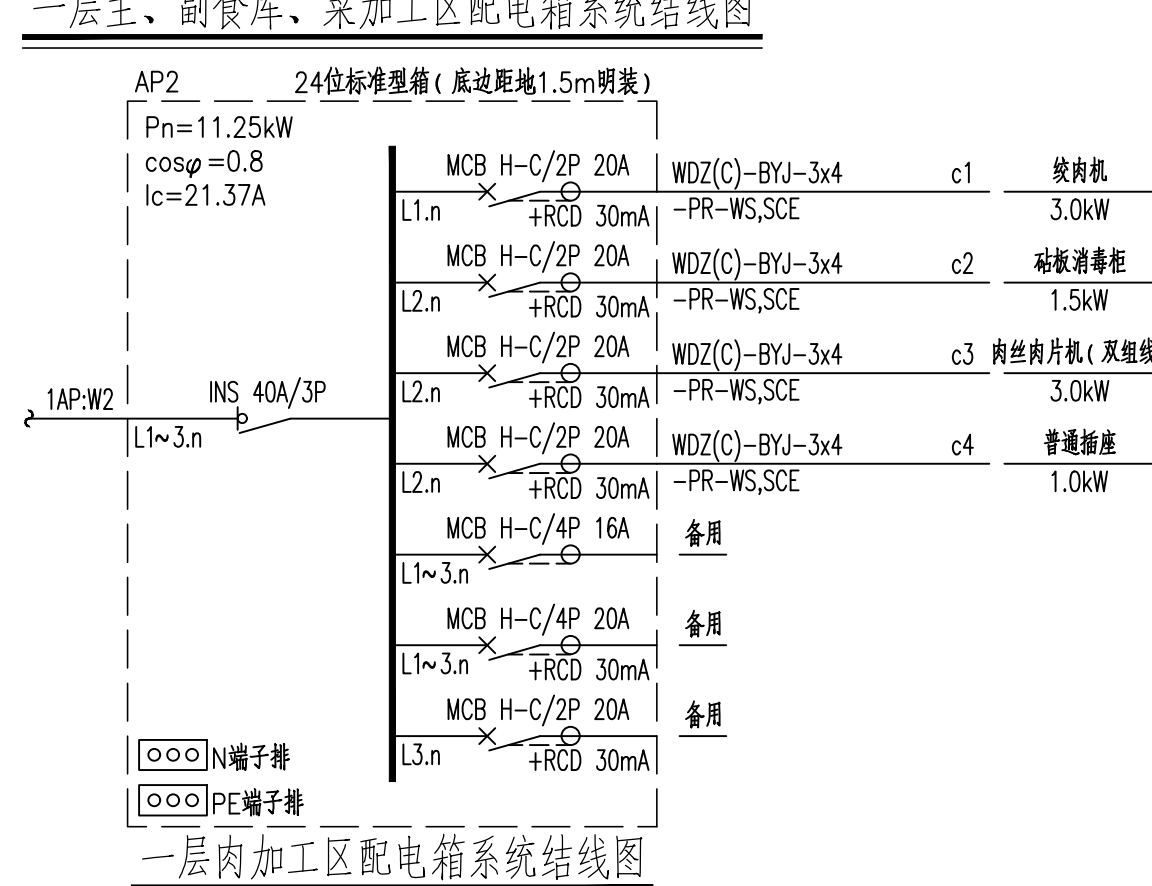 一层主、副食库、菜加工区配电箱系统结线图
AP2 24位标准型箱(底边距地1.5m明装)
Pn=11.25kW
cosφ=0.8
Ic=21.37A
MCB H-C/2P 20A WDZ(C)-BYJ-3x4 c1 绞肉机
L1.n +RCD 30mA -PR-WS,SCE 3.0kW
MCB H-C/2P 20A WDZ(C)-BYJ-3x4 c2 砧板消毒柜
L2.n +RCD 30mA -PR-WS,SCE 1.5kW
MCB H-C/2P 20A WDZ(C)-BYJ-3x4 c3 肉丝肉片机(双组线
L2.n +RCD 30mA -PR-WS,SCE 3.0kW
1AP:W2 INS 40A/3P
L1~3.n
MCB H-C/2P 20A WDZ(C)-BYJ-3x4 c4 普通插座
L2.n +RCD 30mA -PR-WS,SCE 1.0kW
MCB H-C/4P 16A 备用
L1~3.n
MCB H-C/4P 20A 备用
L1~3.n +RCD 30mA
MCB H-C/2P 20A 备用
L3.n +RCD 30mA
N端子排
PE端子排
一层肉加工区配电箱系统结线图